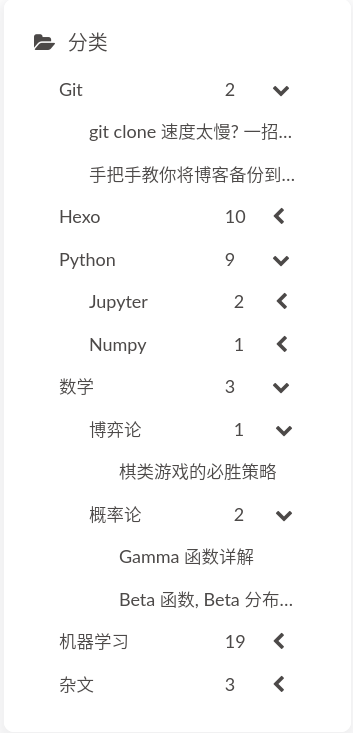 分类
Git 2
git clone 速度太慢? 一招...
手把手教你将博客备份到...
Hexo 10
Python 9
Jupyter 2
Numpy 1
数学 3
博弈论 1
棋类游戏的必胜策略
概率论 2
Gamma 函数详解
Beta 函数, Beta 分布...
机器学习 19
杂文 3